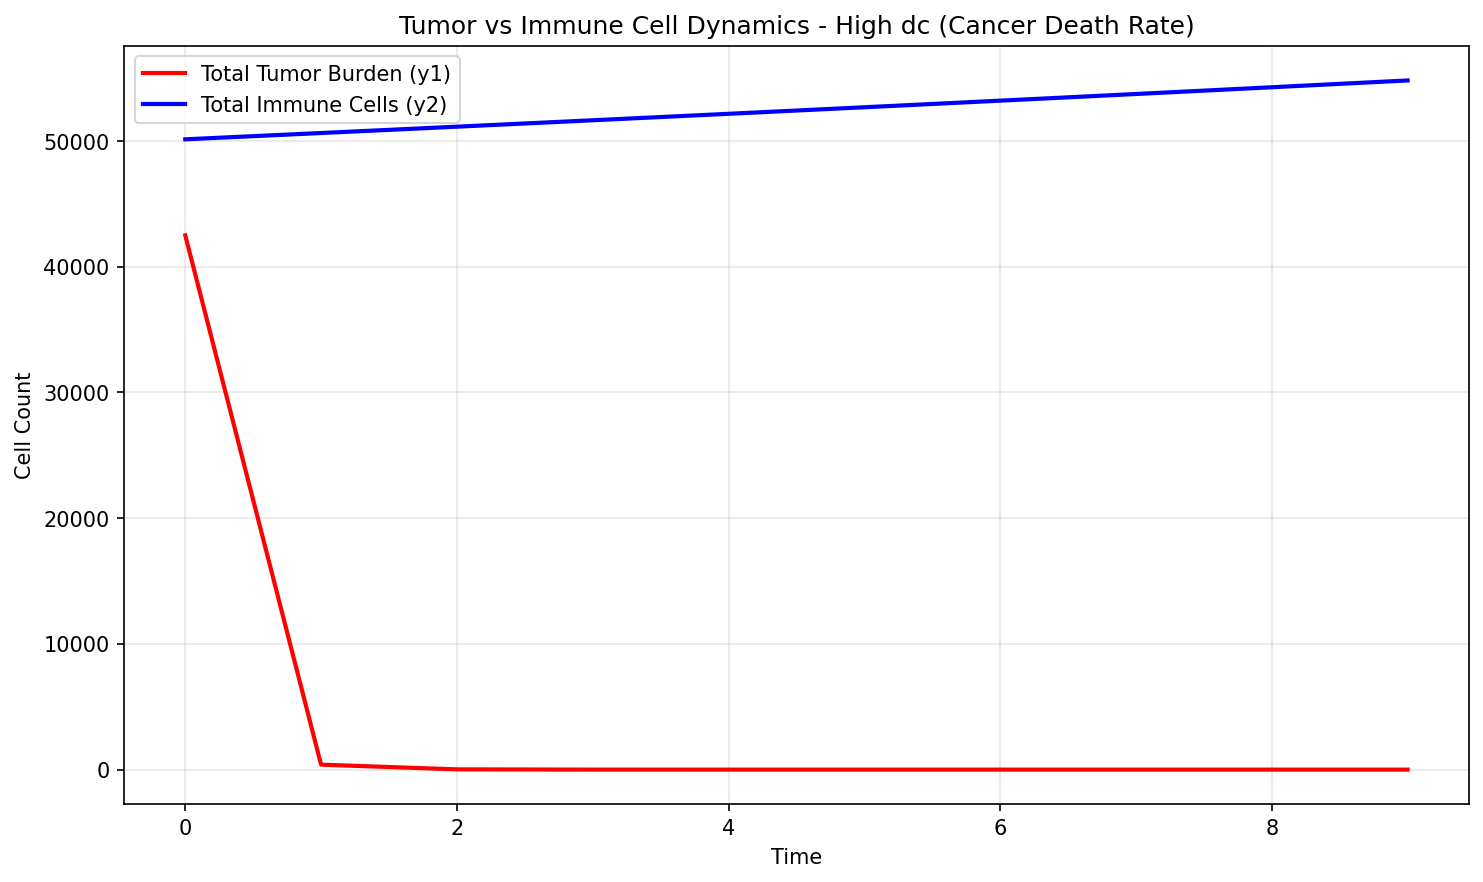 Tumor vs Immune Cell Dynamics - High dc (Cancer Death Rate)
Total Tumor Burden (y1)
Total Immune Cells (y2)
50000
40000
30000
20000
10000
0
Cell Count
0 2 4 6 8
Time